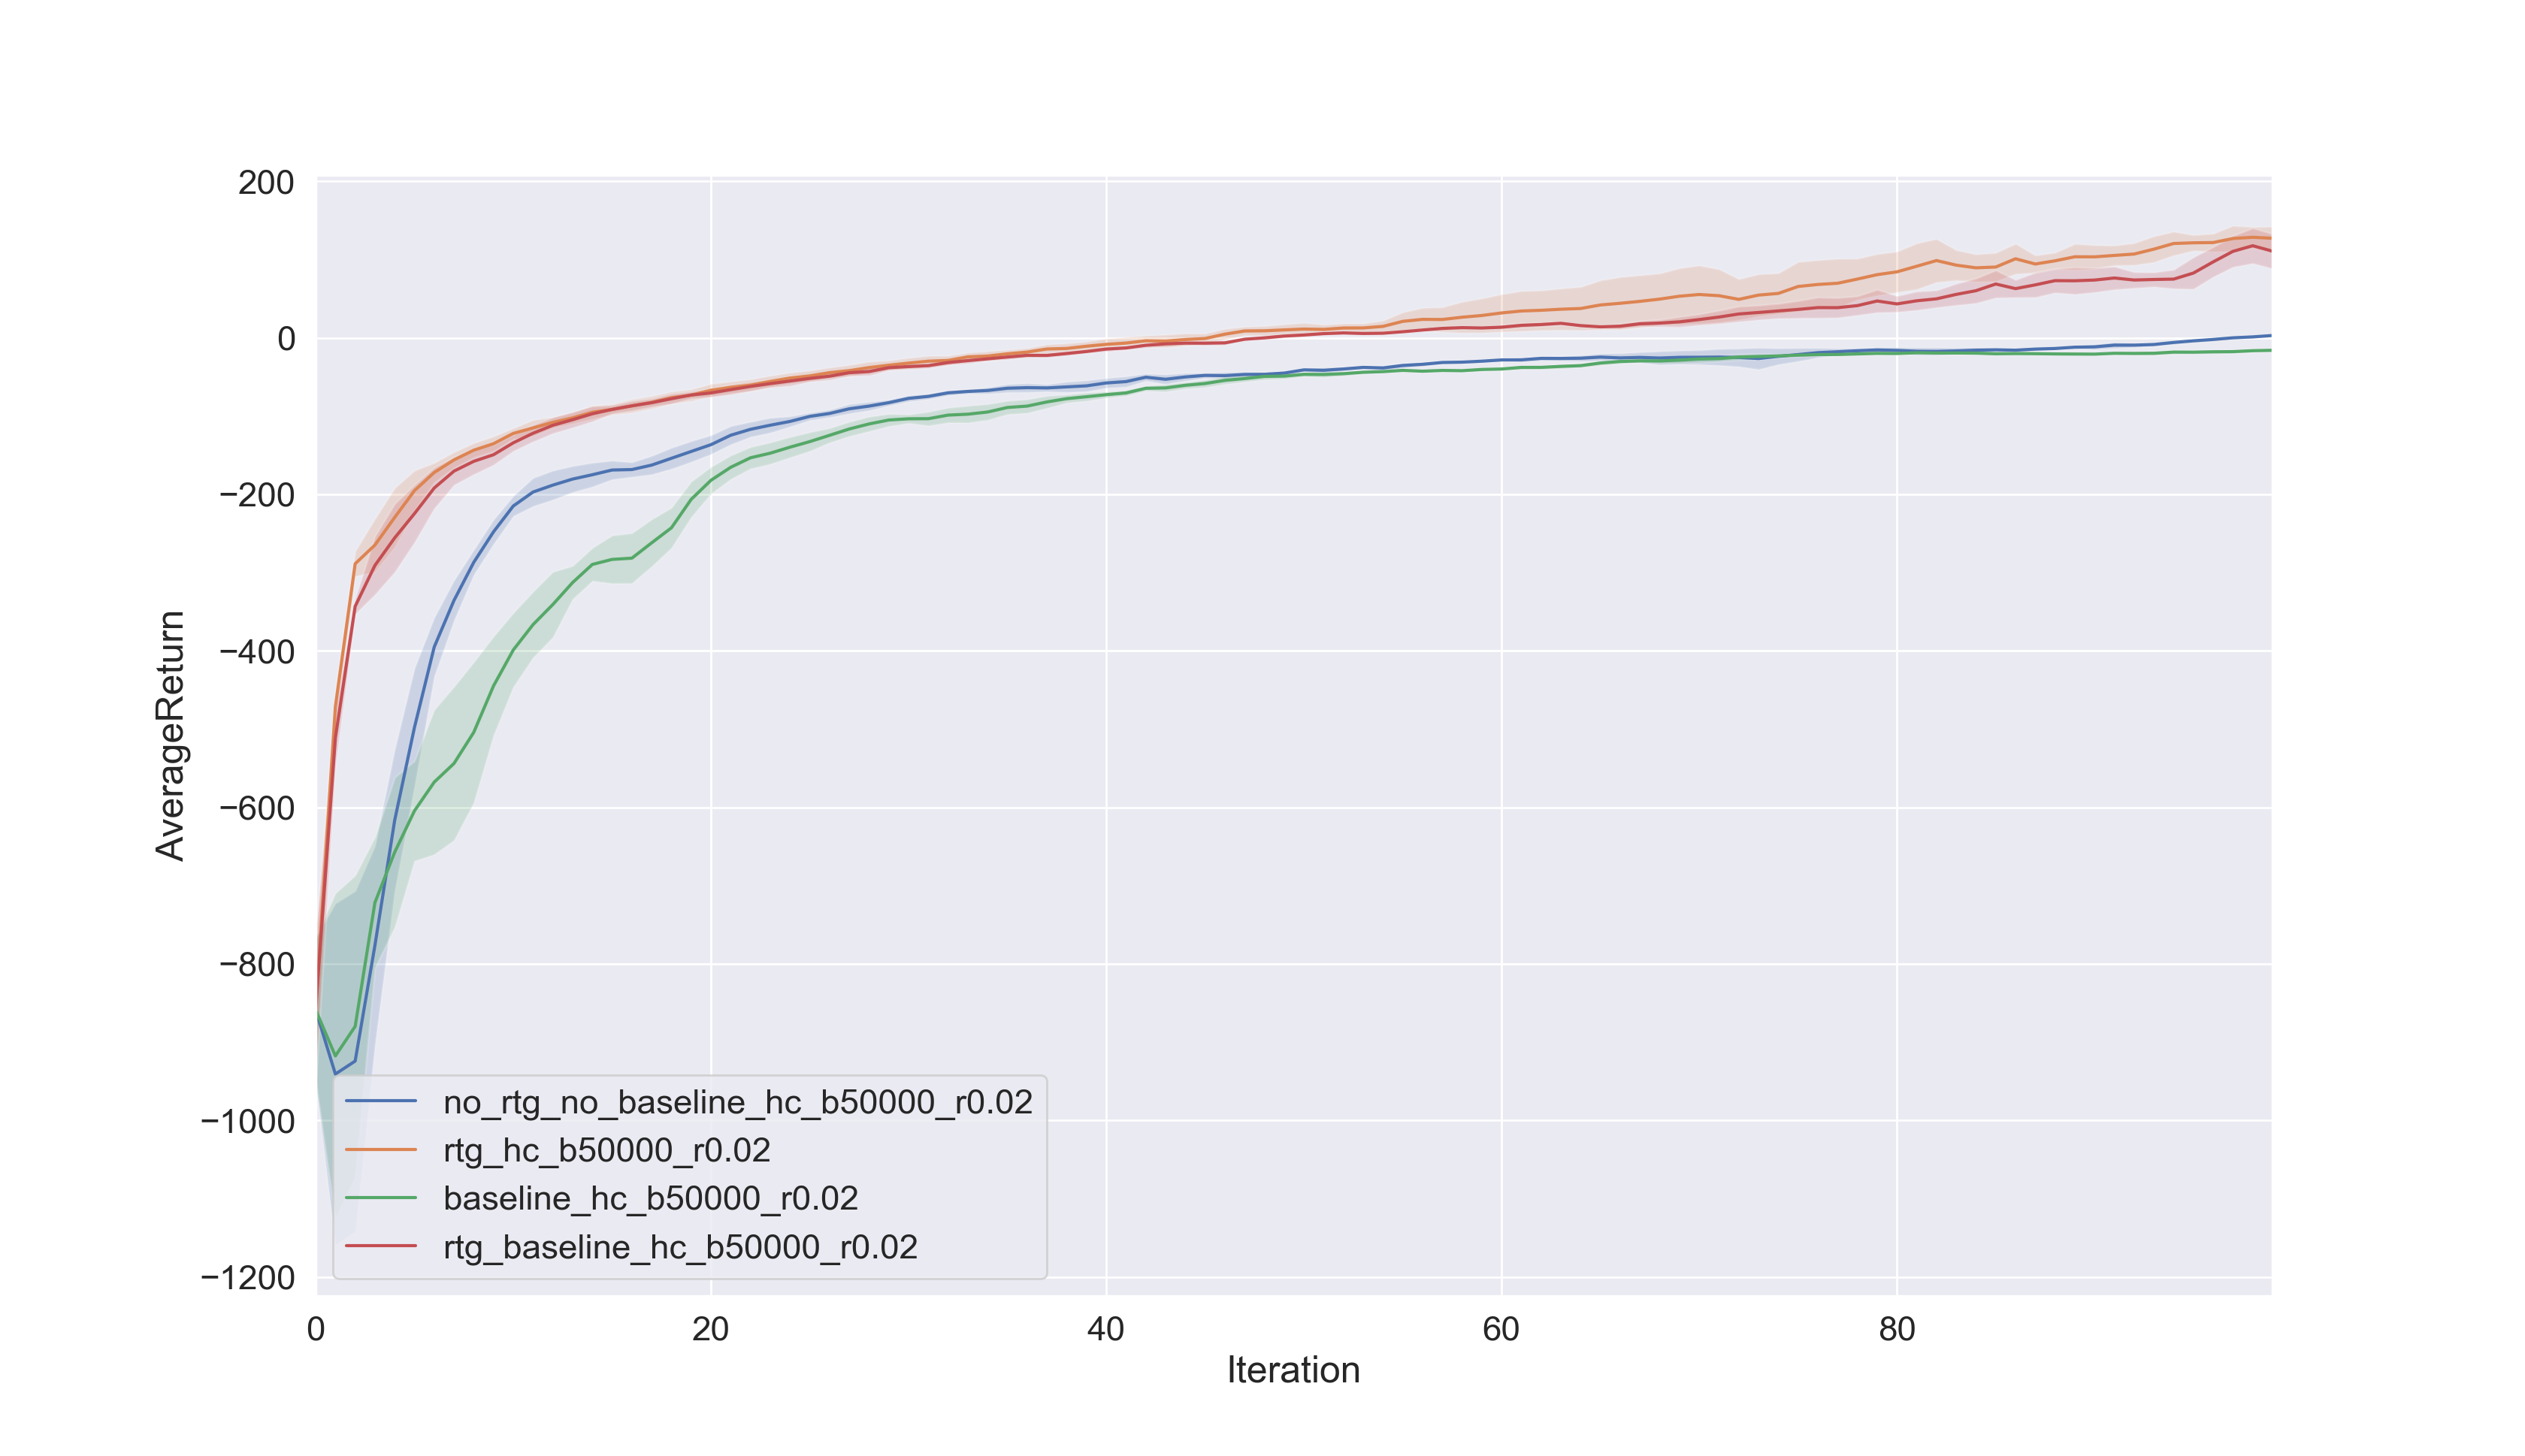 200
0
−200
−400
−600
−800
−1000
−1200
AverageReturn
no_rtg_no_baseline_hc_b50000_r0.02
rtg_hc_b50000_r0.02
baseline_hc_b50000_r0.02
rtg_baseline_hc_b50000_r0.02
0 20 40 60 80
Iteration